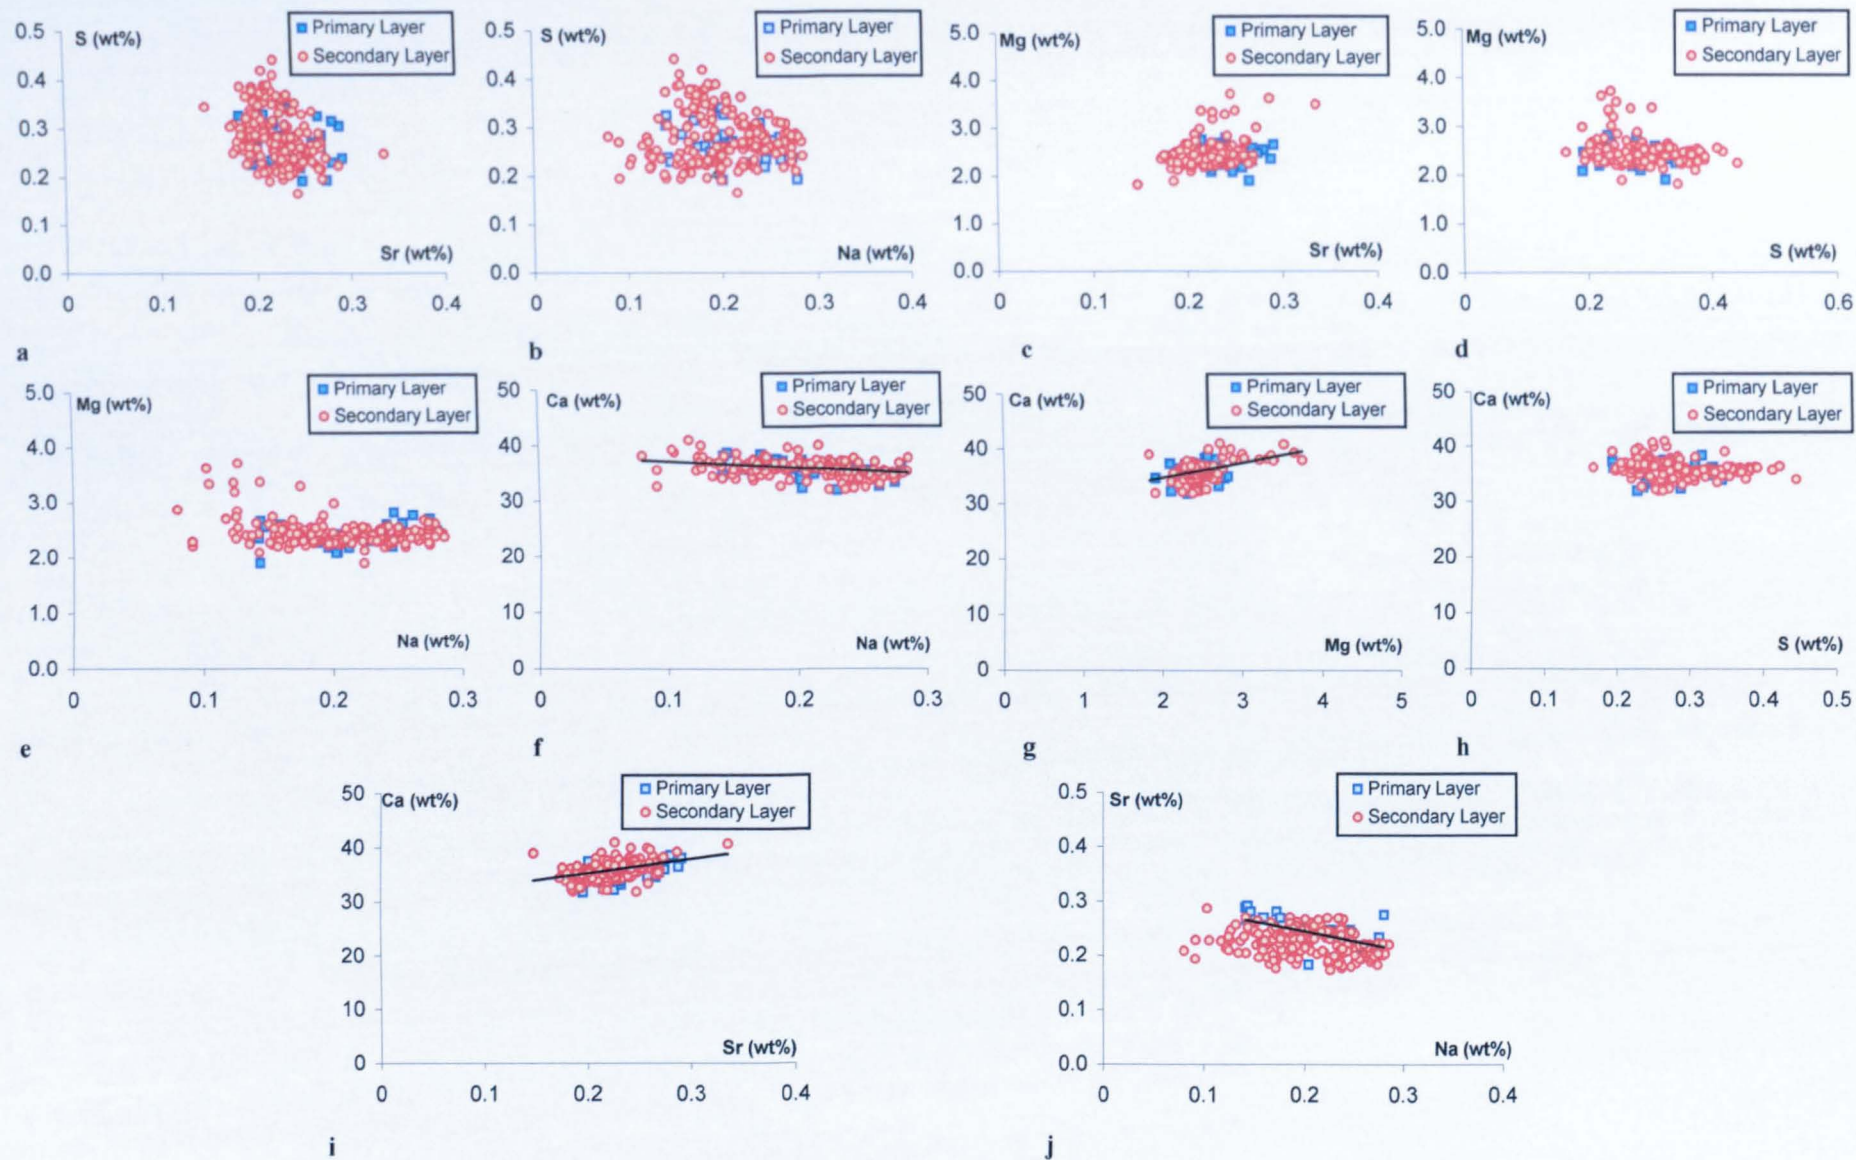 S (wt%)
Primary Layer
Secondary Layer
0.5
0.4
0.3
0.2
0.1
0.0
Sr (wt%)
0 0.1 0.2 0.3 0.4
a
S (wt%)
Primary Layer
Secondary Layer
0.5
0.4
0.3
0.2
0.1
0.0
Na (wt%)
0 0.1 0.2 0.3 0.4
b
Mg (wt%)
Primary Layer
Secondary Layer
5.0
4.0
3.0
2.0
1.0
0.0
Sr (wt%)
0 0.1 0.2 0.3 0.4
c
Mg (wt%)
Primary Layer
Secondary Layer
5.0
4.0
3.0
2.0
1.0
0.0
S (wt%)
0 0.2 0.4 0.6
d
Mg (wt%)
Primary Layer
Secondary Layer
5.0
4.0
3.0
2.0
1.0
0.0
Na (wt%)
0 0.1 0.2 0.3
e
Ca (wt%)
Primary Layer
Secondary Layer
50
40
30
20
10
0
Na (wt%)
0 0.1 0.2 0.3
f
Ca (wt%)
Primary Layer
Secondary Layer
50
40
30
20
10
0
Mg (wt%)
0 1 2 3 4 5
g
Ca (wt%)
Primary Layer
Secondary Layer
50
40
30
20
10
0
S (wt%)
0 0.1 0.2 0.3 0.4 0.5
h
Ca (wt%)
Primary Layer
Secondary Layer
50
40
30
20
10
0
Sr (wt%)
0 0.1 0.2 0.3 0.4
i
Sr (wt%)
Primary Layer
Secondary Layer
0.5
0.4
0.3
0.2
0.1
0.0
Na (wt%)
0 0.1 0.2 0.3 0.4
j